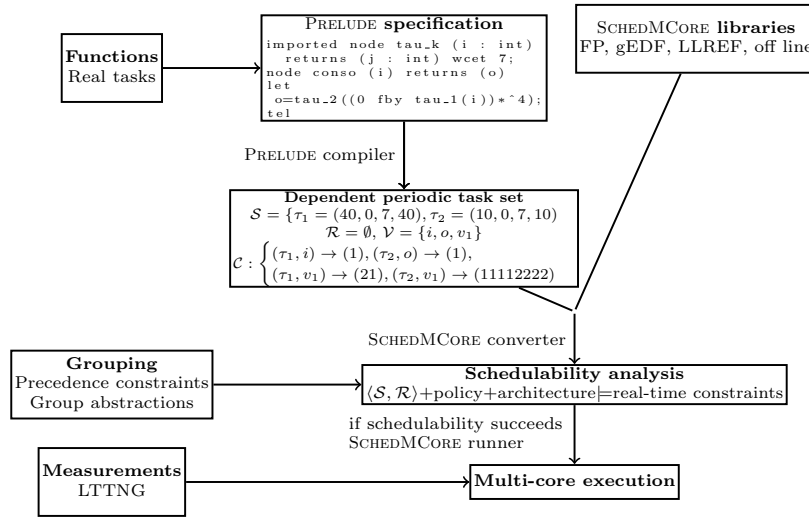 PRELUDE specification
imported node tau_k (i : int)
returns (j : int) wcet 7;
node conso (i) returns (o)
let
o=tau_2((0 fby tau_1(i))*^4);
tel
SCHEDMCORE libraries
FP, gEDF, LLREF, off line
Functions
Real tasks
PRELUDE compiler
Dependent periodic task set
𝒮 = {τ₁ = (40, 0, 7, 40), τ₂ = (10, 0, 7, 10)
ℛ = ∅, 𝒱 = {i, o, v₁}
𝒞 : { (τ₁, i) → (1), (τ₂, o) → (1),
(τ₁, v₁) → (21), (τ₂, v₁) → (11112222)
SCHEDMCORE converter
Grouping
Precedence constraints
Group abstractions
Schedulability analysis
⟨𝒮, ℛ⟩+policy+architecture⊨real-time constraints
if schedulability succeeds
SCHEDMCORE runner
Measurements
LTTNG
Multi-core execution